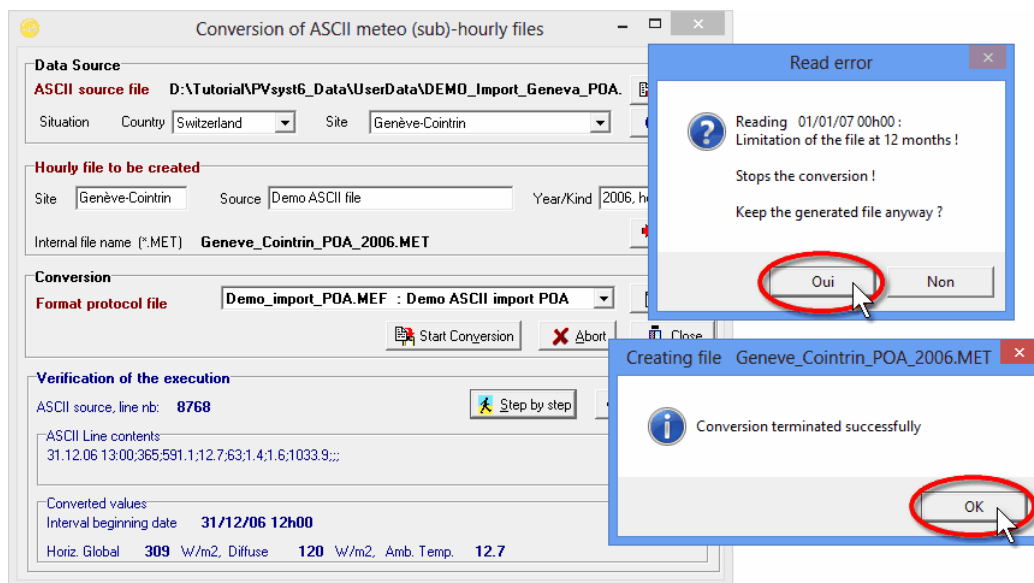 Conversion of ASCII meteo (sub)-hourly files
Data Source
ASCII source file D:\Tutorial\PVsyst6_Data\UserData\DEMO_Import_Geneva_POA.
Situation Country Switzerland Site Genève-Cointrin
Hourly file to be created
Site Genève-Cointrin Source Demo ASCII file Year/Kind 2006, h
Internal file name (*.MET) Geneve_Cointrin_POA_2006.MET
Conversion
Format protocol file Demo_import_POA.MEF : Demo ASCII import POA
Start Conversion Abort Close
Verification of the execution
ASCII source, line nb: 8768 Step by step
ASCII Line contents
31.12.06 13:00;365;591.1;12.7;63;1.4;1.6;1033.9;;;
Converted values
Interval beginning date 31/12/06 12h00
Horiz. Global 309 W/m2, Diffuse 120 W/m2, Amb. Temp. 12.7
Read error
Reading 01/01/07 00h00 :
Limitation of the file at 12 months !
Stops the conversion !
Keep the generated file anyway ?
Oui Non
Creating file Geneve_Cointrin_POA_2006.MET
Conversion terminated successfully
OK